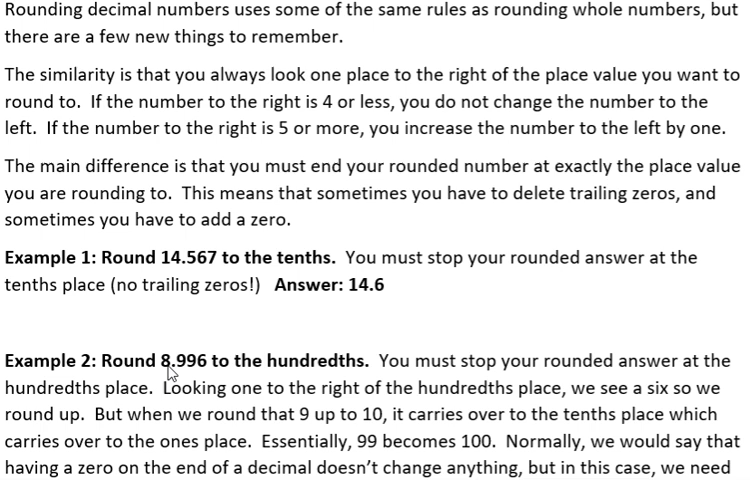 Rounding decimal numbers uses some of the same rules as rounding whole numbers, but
there are a few new things to remember.
The similarity is that you always look one place to the right of the place value you want to
round to.  If the number to the right is 4 or less, you do not change the number to the
left.  If the number to the right is 5 or more, you increase the number to the left by one.
The main difference is that you must end your rounded number at exactly the place value
you are rounding to.  This means that sometimes you have to delete trailing zeros, and
sometimes you have to add a zero.
Example 1: Round 14.567 to the tenths.  You must stop your rounded answer at the
tenths place (no trailing zeros!)   Answer: 14.6
Example 2: Round 8.996 to the hundredths.  You must stop your rounded answer at the
hundredths place.  Looking one to the right of the hundredths place, we see a six so we
round up.  But when we round that 9 up to 10, it carries over to the tenths place which
carries over to the ones place.  Essentially, 99 becomes 100.  Normally, we would say that
having a zero on the end of a decimal doesn't change anything, but in this case, we need